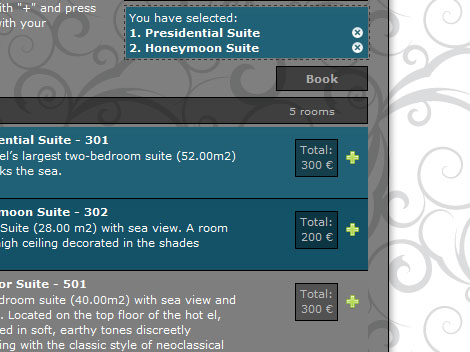 ith "+" and press
with your
You have selected:
1. Presidential Suite
2. Honeymoon Suite
Book
5 rooms
ential Suite - 301
el's largest two-bedroom suite (52.00m2)
ks the sea.
Total:
300 €
moon Suite - 302
Suite (28.00 m2) with sea view. A room
high ceiling decorated in the shades
Total:
200 €
or Suite - 501
droom suite (40.00m2) with sea view and
. Located on the top floor of the hot el,
ed in soft, earthy tones discreetly
ing with the classic style of neoclassical
Total:
300 €